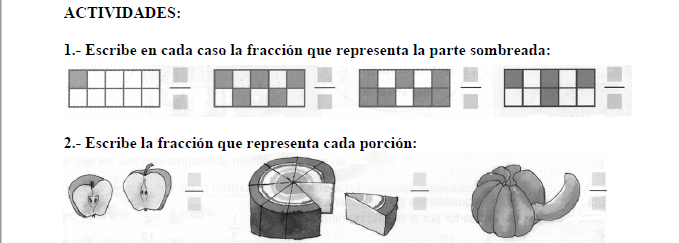 ACTIVIDADES:
1.- Escribe en cada caso la fracción que representa la parte sombreada:
2.- Escribe la fracción que representa cada porción: